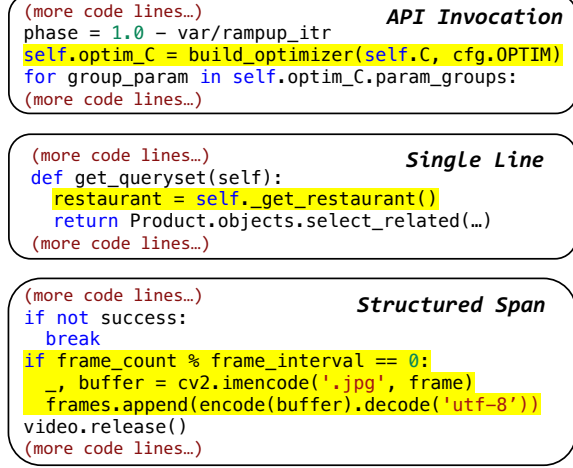 (more code lines…)
API Invocation
phase = 1.0 − var/rampup_itr
self.optim_C = build_optimizer(self.C, cfg.OPTIM)
for group_param in self.optim_C.param_groups:
(more code lines…)
(more code lines…)
Single Line
def get_queryset(self):
restaurant = self._get_restaurant()
return Product.objects.select_related(…)
(more code lines…)
(more code lines…)
Structured Span
if not success:
break
if frame_count % frame_interval == 0:
_, buffer = cv2.imencode('.jpg', frame)
frames.append(encode(buffer).decode('utf−8’))
video.release()
(more code lines…)